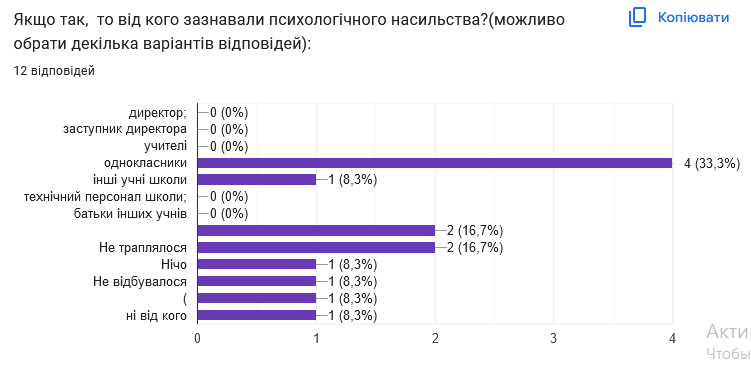 Якщо так,  то від кого зазнавали психологічного насильства?(можливо
обрати декілька варіантів відповідей):
Копіювати
12 відповідей
директор; 0 (0%)
заступник директора 0 (0%)
учителі 0 (0%)
однокласники 4 (33,3%)
інші учні школи 1 (8,3%)
технічний персонал школи; 0 (0%)
батьки інших учнів 0 (0%)
2 (16,7%)
Не траплялося 2 (16,7%)
Нічо 1 (8,3%)
Не відбувалося 1 (8,3%)
( 1 (8,3%)
ні від кого 1 (8,3%)
0 1 2 3 4
Акти
Чтобы